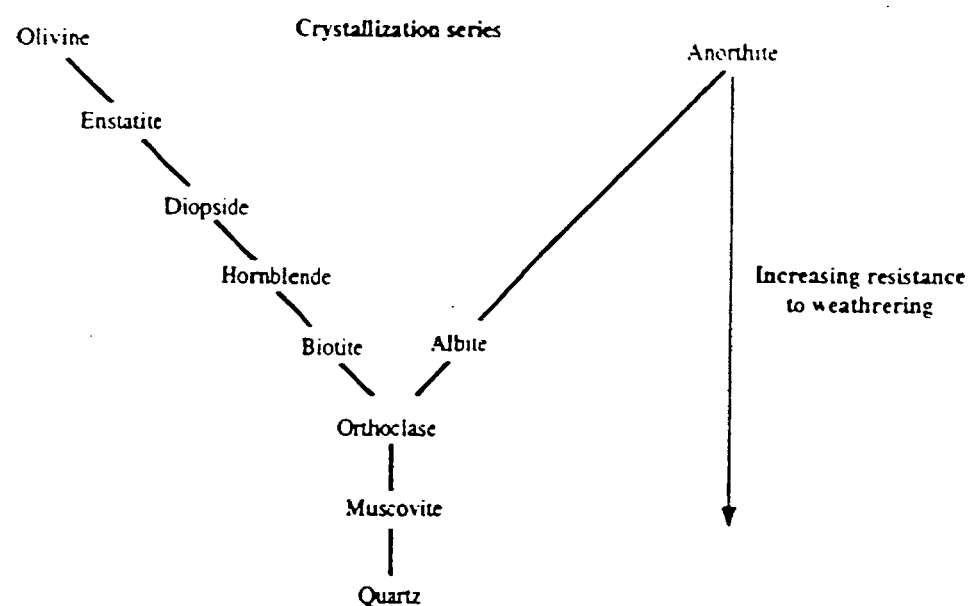 Crystallization series
Olivine
Anorthite
Enstatite
Diopside
Hornblende
Increasing resistance
to weathrering
Biotite
Albite
Orthoclase
Muscovite
Quartz